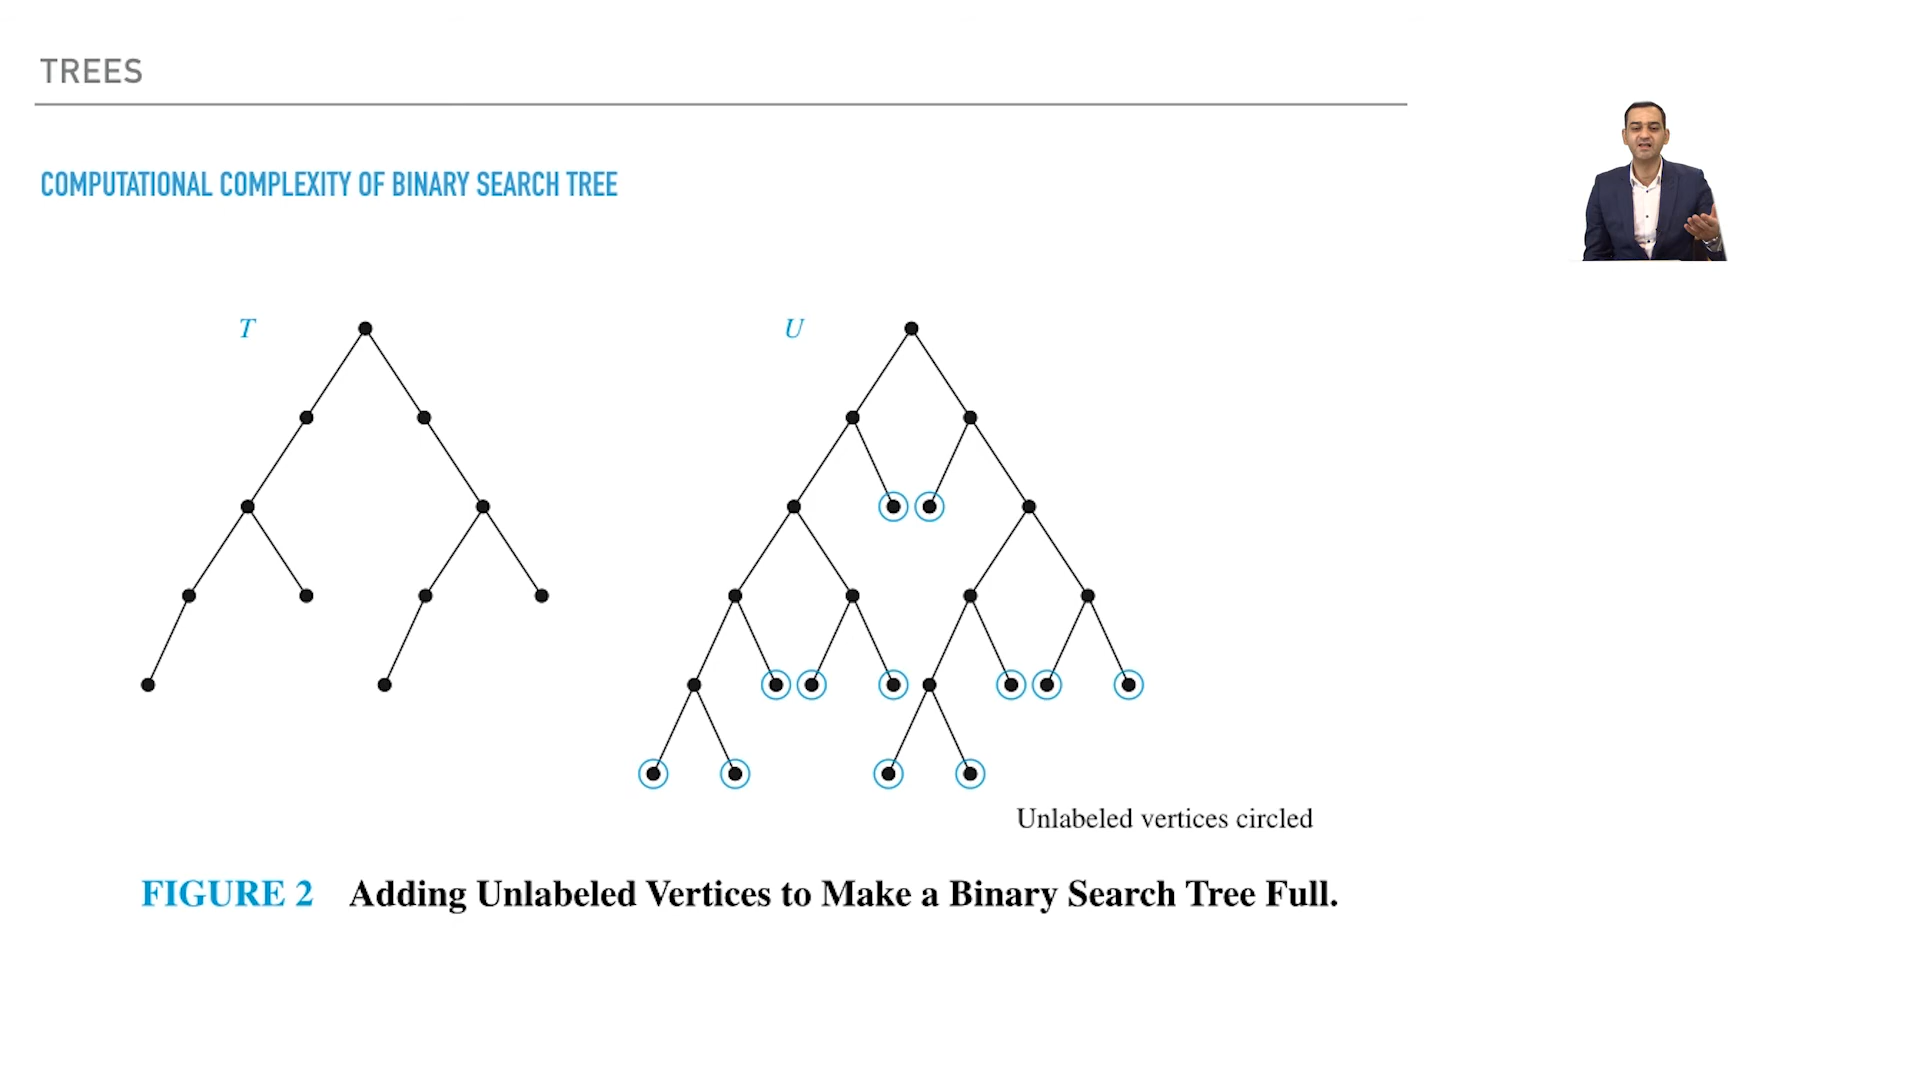 TREES
COMPUTATIONAL COMPLEXITY OF BINARY SEARCH TREE
T
U
Unlabeled vertices circled
FIGURE 2 Adding Unlabeled Vertices to Make a Binary Search Tree Full.